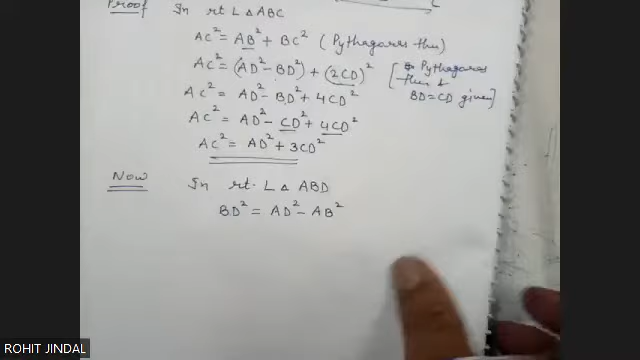 Proof In rt L △ ABC
AC² = AB² + BC² (Pythagoras thm)
AC² = (AD² - BD²) + (2CD)² [Pythagoras
AC² = AD² - BD² + 4CD² thm & BD = CD given]
AC² = AD² - CD² + 4CD²
AC² = AD² + 3CD²
Now In rt. L △ ABD
BD² = AD² - AB²
ROHIT JINDAL